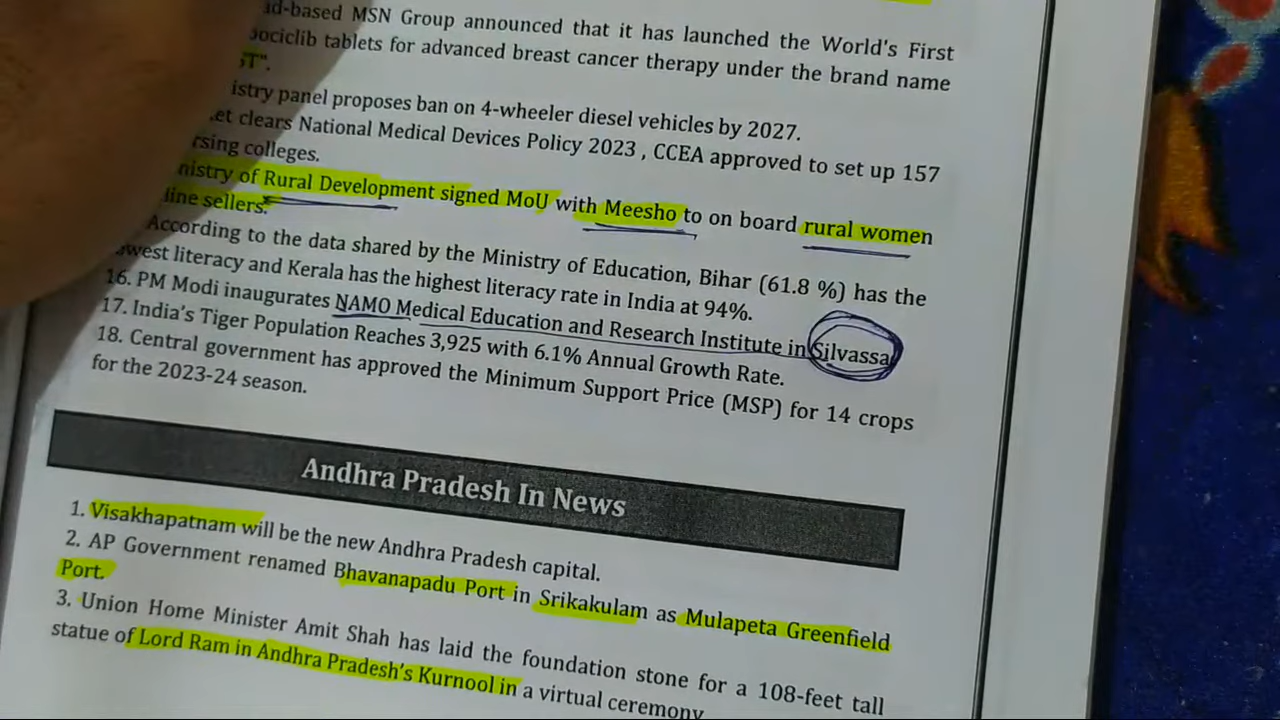 ad-based MSN Group announced that it has launched the World's First
bociclib tablets for advanced breast cancer therapy under the brand name
istry panel proposes ban on 4-wheeler diesel vehicles by 2027.
et clears National Medical Devices Policy 2023 , CCEA approved to set up 157
rsing colleges.
nistry of Rural Development signed MoU with Meesho to on board rural women
line sellers.
According to the data shared by the Ministry of Education, Bihar (61.8 %) has the
owest literacy and Kerala has the highest literacy rate in India at 94%.
16. PM Modi inaugurates NAMO Medical Education and Research Institute in Silvassa
17. India's Tiger Population Reaches 3,925 with 6.1% Annual Growth Rate.
18. Central government has approved the Minimum Support Price (MSP) for 14 crops
for the 2023-24 season.
Andhra Pradesh In News
1. Visakhapatnam will be the new Andhra Pradesh capital.
2. AP Government renamed Bhavanapadu Port in Srikakulam as Mulapeta Greenfield
Port.
3. Union Home Minister Amit Shah has laid the foundation stone for a 108-feet tall
statue of Lord Ram in Andhra Pradesh's Kurnool in a virtual ceremony